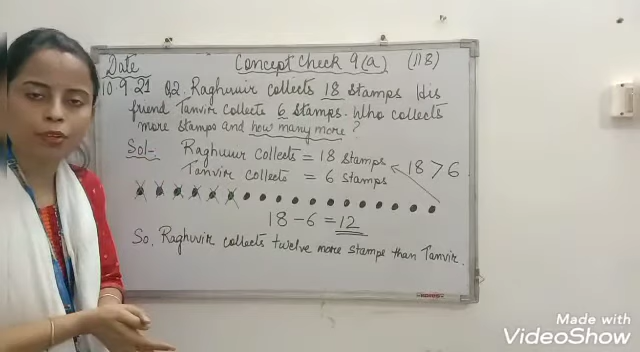 Date Concept Check 9(a) (118)
10 9 21 Q2. Raghuvir collects 18 stamps His
friend Tanvir collects 6 stamps. Who collects
more stamps and how many more ?
Sol- Raghuvir collects = 18 stamps
18 > 6
Tanvir collects = 6 stamps
18 - 6 = 12
So, Raghuvir collects twelve more stamps than Tanvir.
Made with
VideoShow